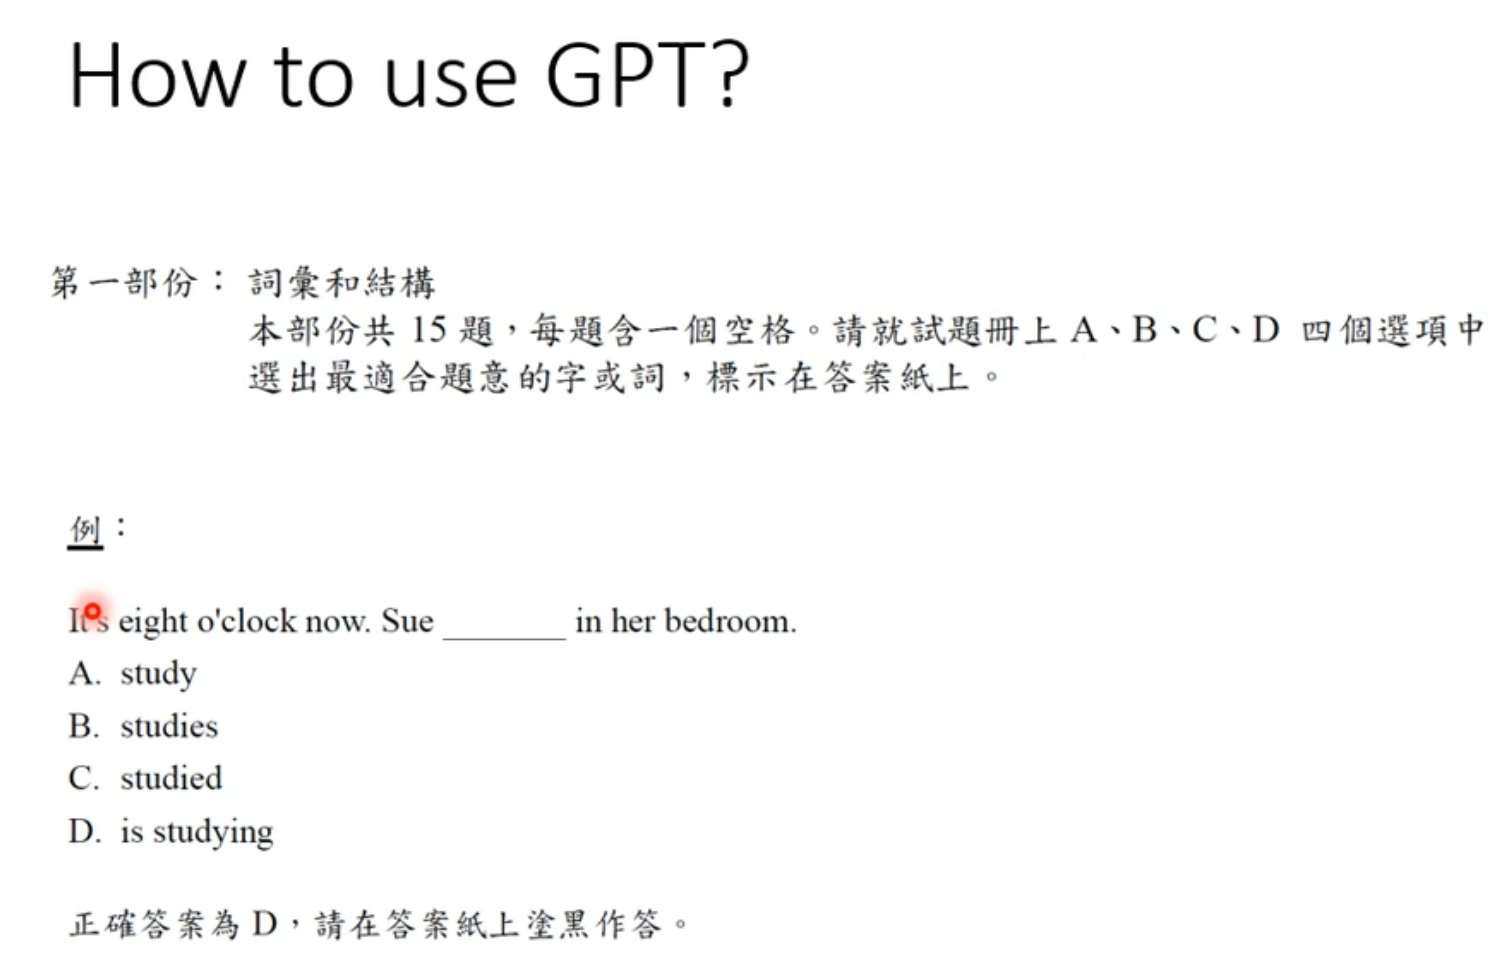 How to use GPT?
第一部份： 詞彙和結構
本部份共 15 題，每題含一個空格。請就試題冊上 A、B、C、D 四個選項中
選出最適合題意的字或詞，標示在答案紙上。
例：
It's eight o'clock now. Sue _______ in her bedroom.
A. study
B. studies
C. studied
D. is studying
正確答案為 D，請在答案紙上塗黑作答。